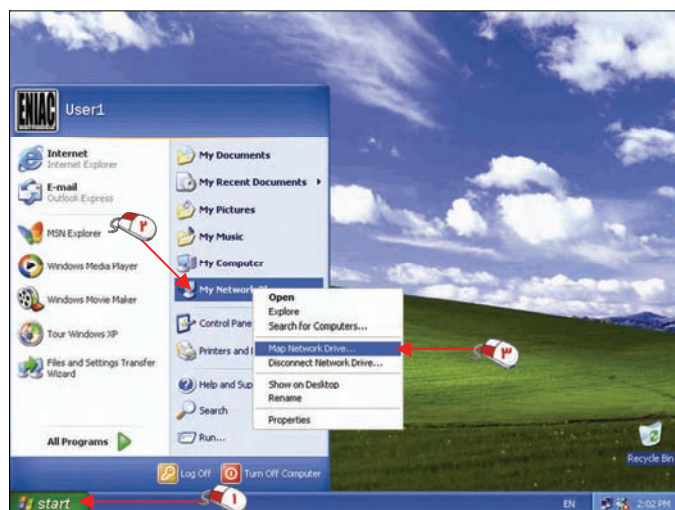 ENIAC
User1
Internet
Internet Explorer
E-mail
Outlook Express
MSN Explorer
Windows Media Player
Windows Movie Maker
Tour Windows XP
Files and Settings Transfer
Wizard
All Programs
My Documents
My Recent Documents
My Pictures
My Music
My Computer
My Network
Control Pane
Printers and
Help and Sup
Search
Run...
Open
Explore
Search for Computers...
Map Network Drive...
Disconnect Network Drive...
Show on Desktop
Rename
Properties
۲
۳
Log Off
Turn Off Computer
Recycle Bin
start
۱
EN
2:02 PM